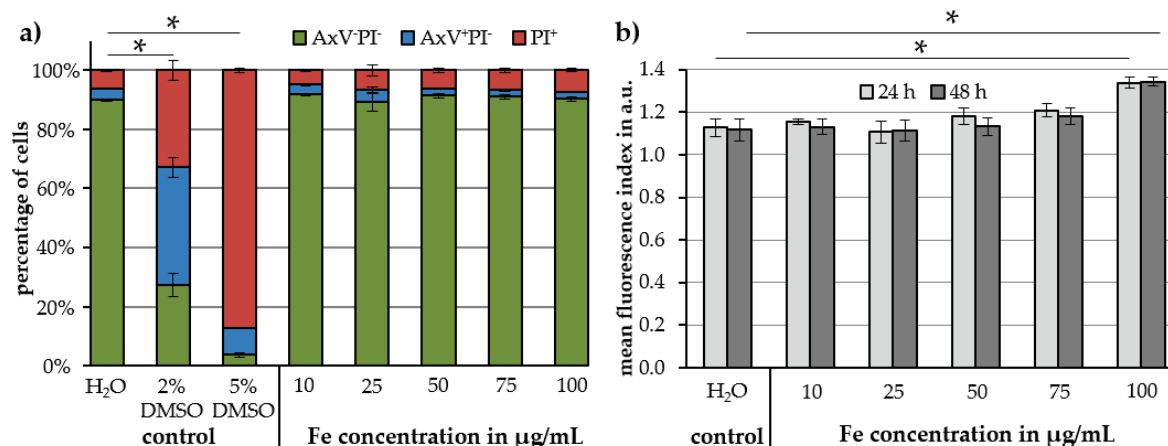 a)
*
*
AxV⁻PI⁻ AxV⁺PI⁻ PI⁺
percentage of cells
100%
80%
60%
40%
20%
0%
H₂O 2% DMSO 5% DMSO 10 25 50 75 100
control Fe concentration in µg/mL
b)
*
*
24 h 48 h
mean fluorescence index in a.u.
1.4
1.2
1.0
0.8
0.6
0.4
0.2
0.0
H₂O 10 25 50 75 100
control Fe concentration in µg/mL